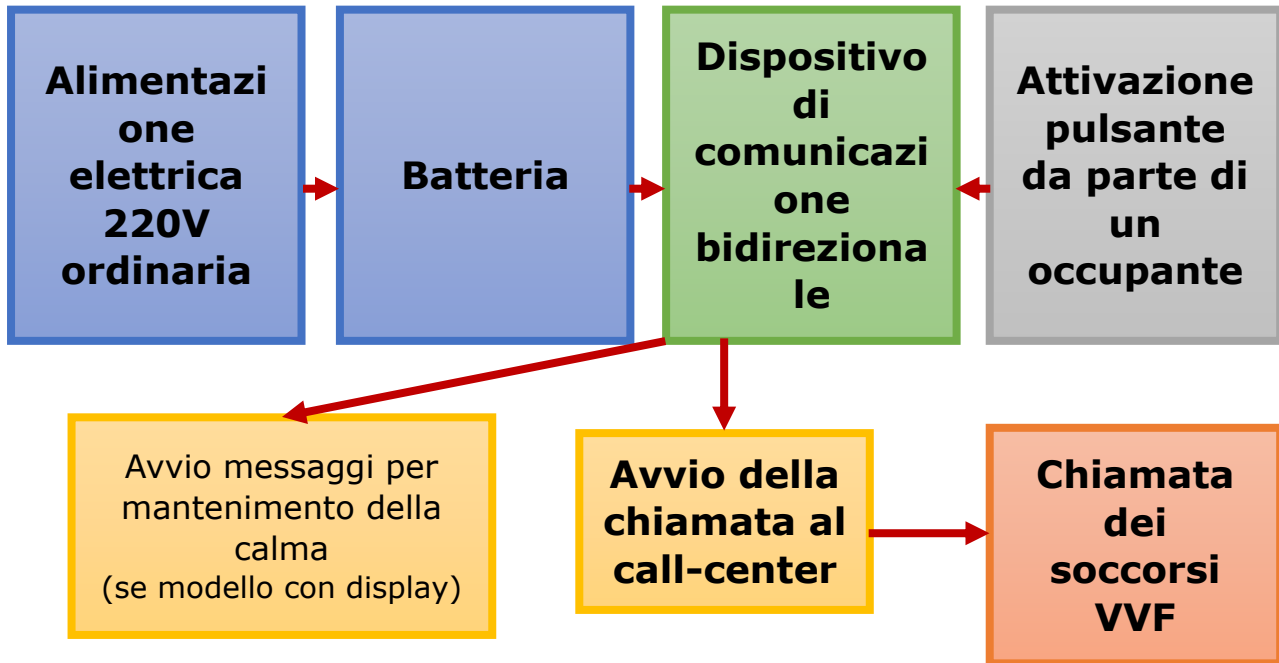 Alimentazi
one
elettrica
220V
ordinaria
Batteria
Dispositivo
di
comunicazi
one
bidireziona
le
Attivazione
pulsante
da parte di
un
occupante
Avvio messaggi per
mantenimento della
calma
(se modello con display)
Avvio della
chiamata al
call-center
Chiamata
dei
soccorsi
VVF